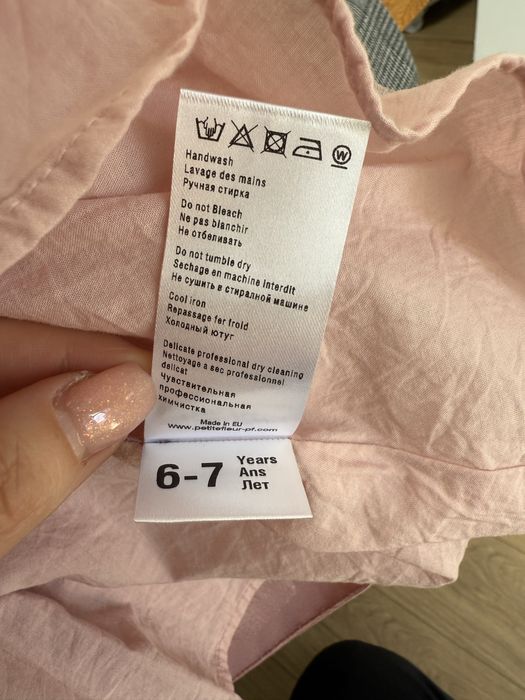 W
Handwash
Lavage des mains
Ручная стирка
Do not Bleach
Ne pas blanchir
Не отбеливать
Do not tumble dry
Sechage en machine interdit
Не сушить в стиралной машине
Cool iron
Repassage fer froid
Холодный ютуг
Delicate professional dry cleaning
Nettoyage a sec professionnel
delicat
Чувствительная
профессиональная
химчистка
Made in EU
www.petitefleur-pf.com
6-7 Years
Ans
Лет